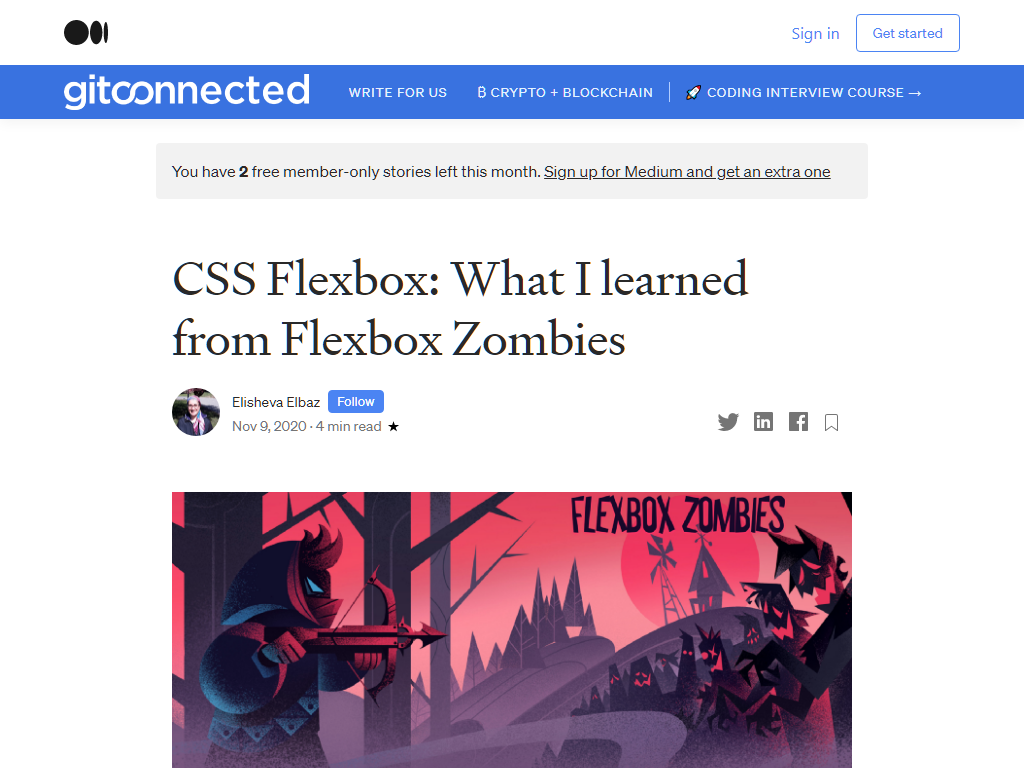 Sign in
Get started
gitconnected
WRITE FOR US
₿ CRYPTO + BLOCKCHAIN
🚀 CODING INTERVIEW COURSE →
You have 2 free member-only stories left this month. Sign up for Medium and get an extra one
CSS Flexbox: What I learned
from Flexbox Zombies
Elisheva Elbaz
Follow
Nov 9, 2020 · 4 min read ★
in
FLEXBOX ZOMBIES